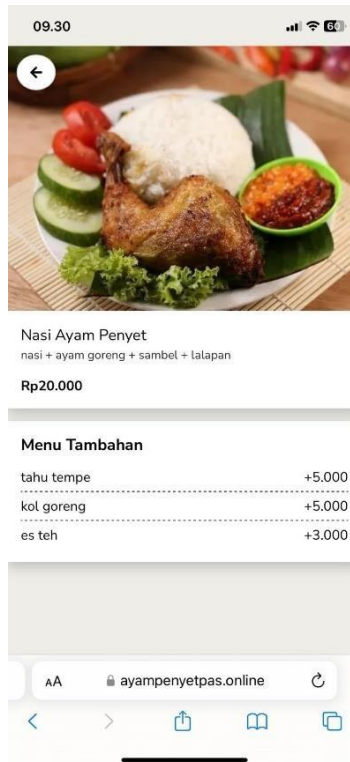 09.30
60
Nasi Ayam Penyet
nasi + ayam goreng + sambel + lalapan
Rp20.000
Menu Tambahan
tahu tempe +5.000
kol goreng +5.000
es teh +3.000
AA ayampenyetpas.online